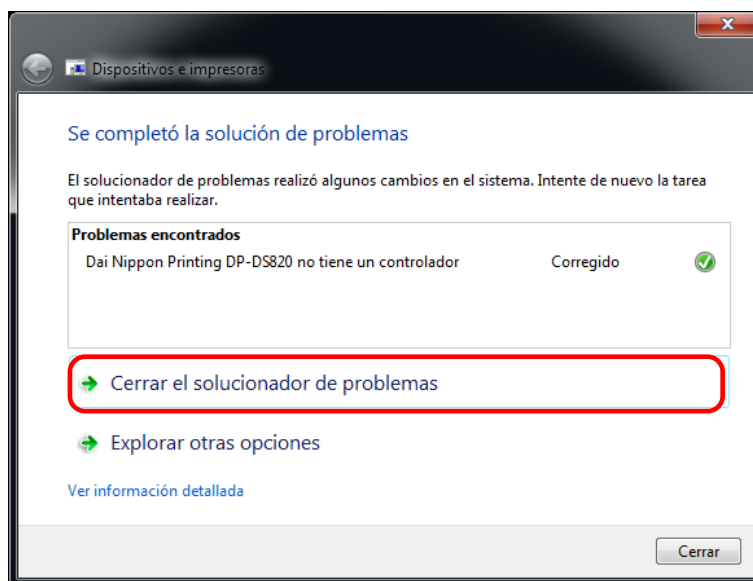 Dispositivos e impresoras
Se completó la solución de problemas
El solucionador de problemas realizó algunos cambios en el sistema. Intente de nuevo la tarea
que intentaba realizar.
Problemas encontrados
Dai Nippon Printing DP-DS820 no tiene un controlador Corregido
Cerrar el solucionador de problemas
Explorar otras opciones
Ver información detallada
Cerrar